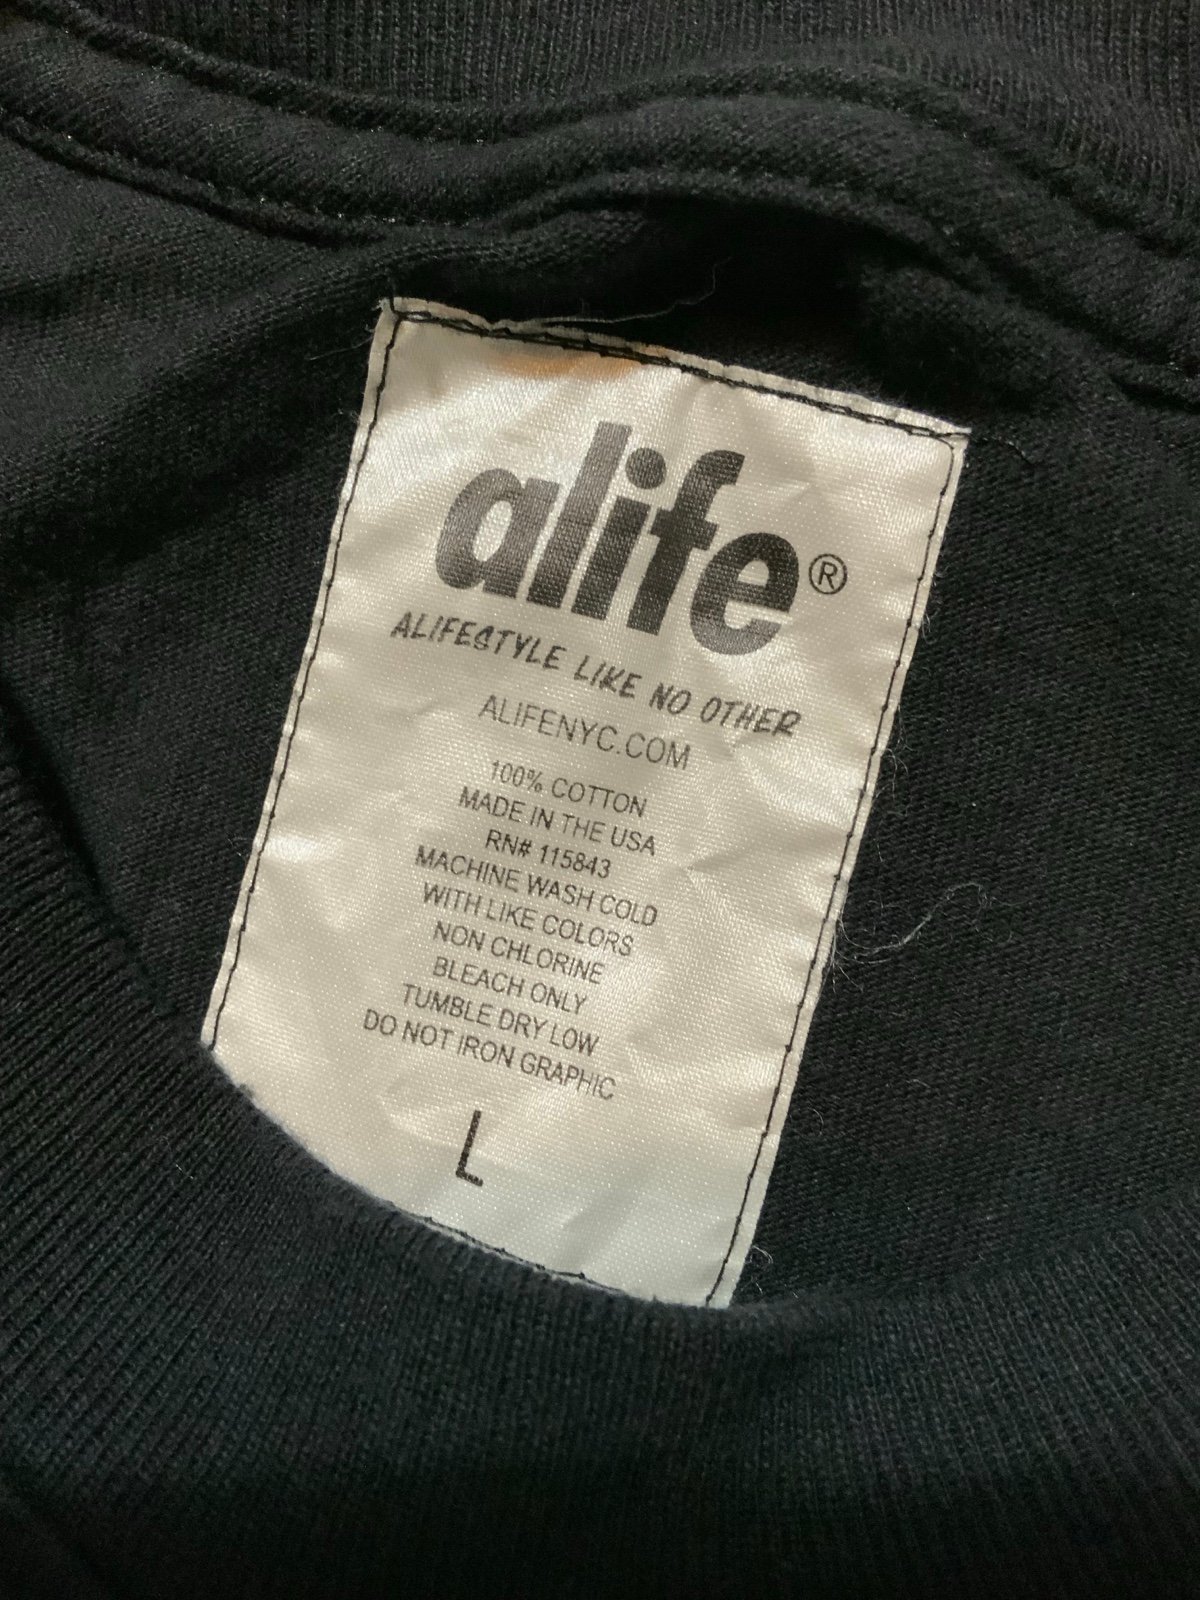 alife®
ALIFESTYLE LIKE NO OTHER
ALIFENYC.COM
100% COTTON
MADE IN THE USA
RN# 115843
MACHINE WASH COLD
WITH LIKE COLORS
NON CHLORINE
BLEACH ONLY
TUMBLE DRY LOW
DO NOT IRON GRAPHIC
L